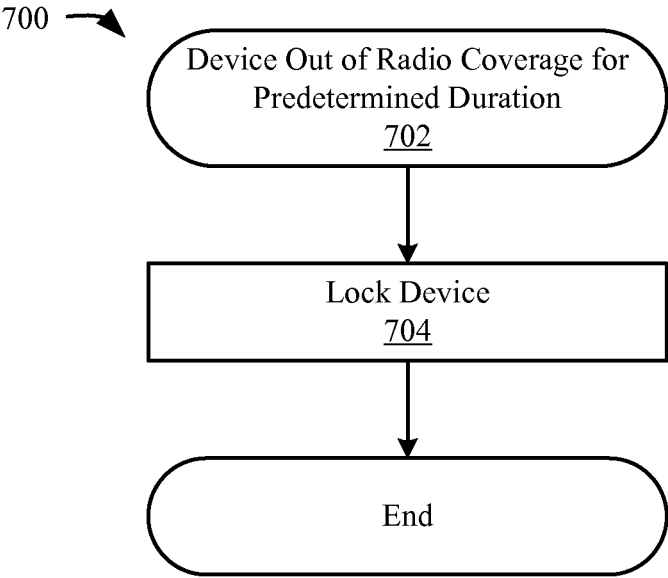 700
Device Out of Radio Coverage for
Predetermined Duration
702
Lock Device
704
End